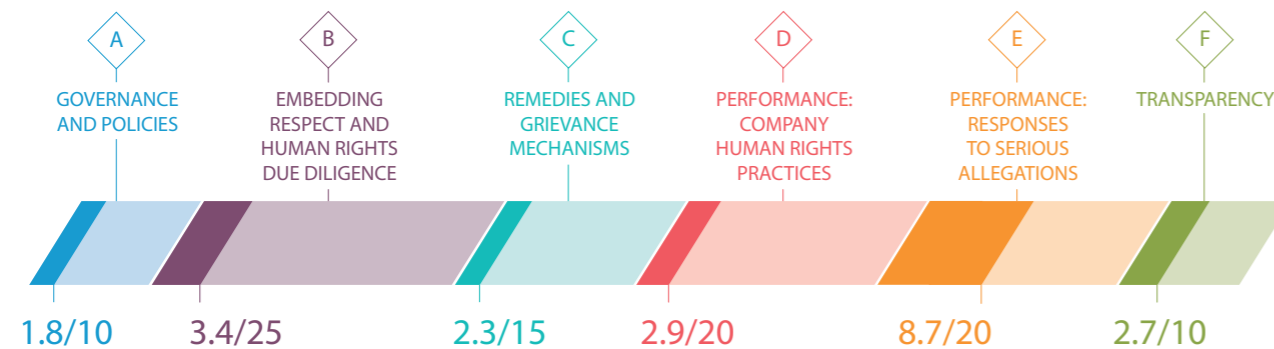 A
GOVERNANCE
AND POLICIES
1.8/10
B
EMBEDDING
RESPECT AND
HUMAN RIGHTS
DUE DILIGENCE
3.4/25
C
REMEDIES AND
GRIEVANCE
MECHANISMS
2.3/15
D
PERFORMANCE:
COMPANY
HUMAN RIGHTS
PRACTICES
2.9/20
E
PERFORMANCE:
RESPONSES
TO SERIOUS
ALLEGATIONS
8.7/20
F
TRANSPARENCY
2.7/10